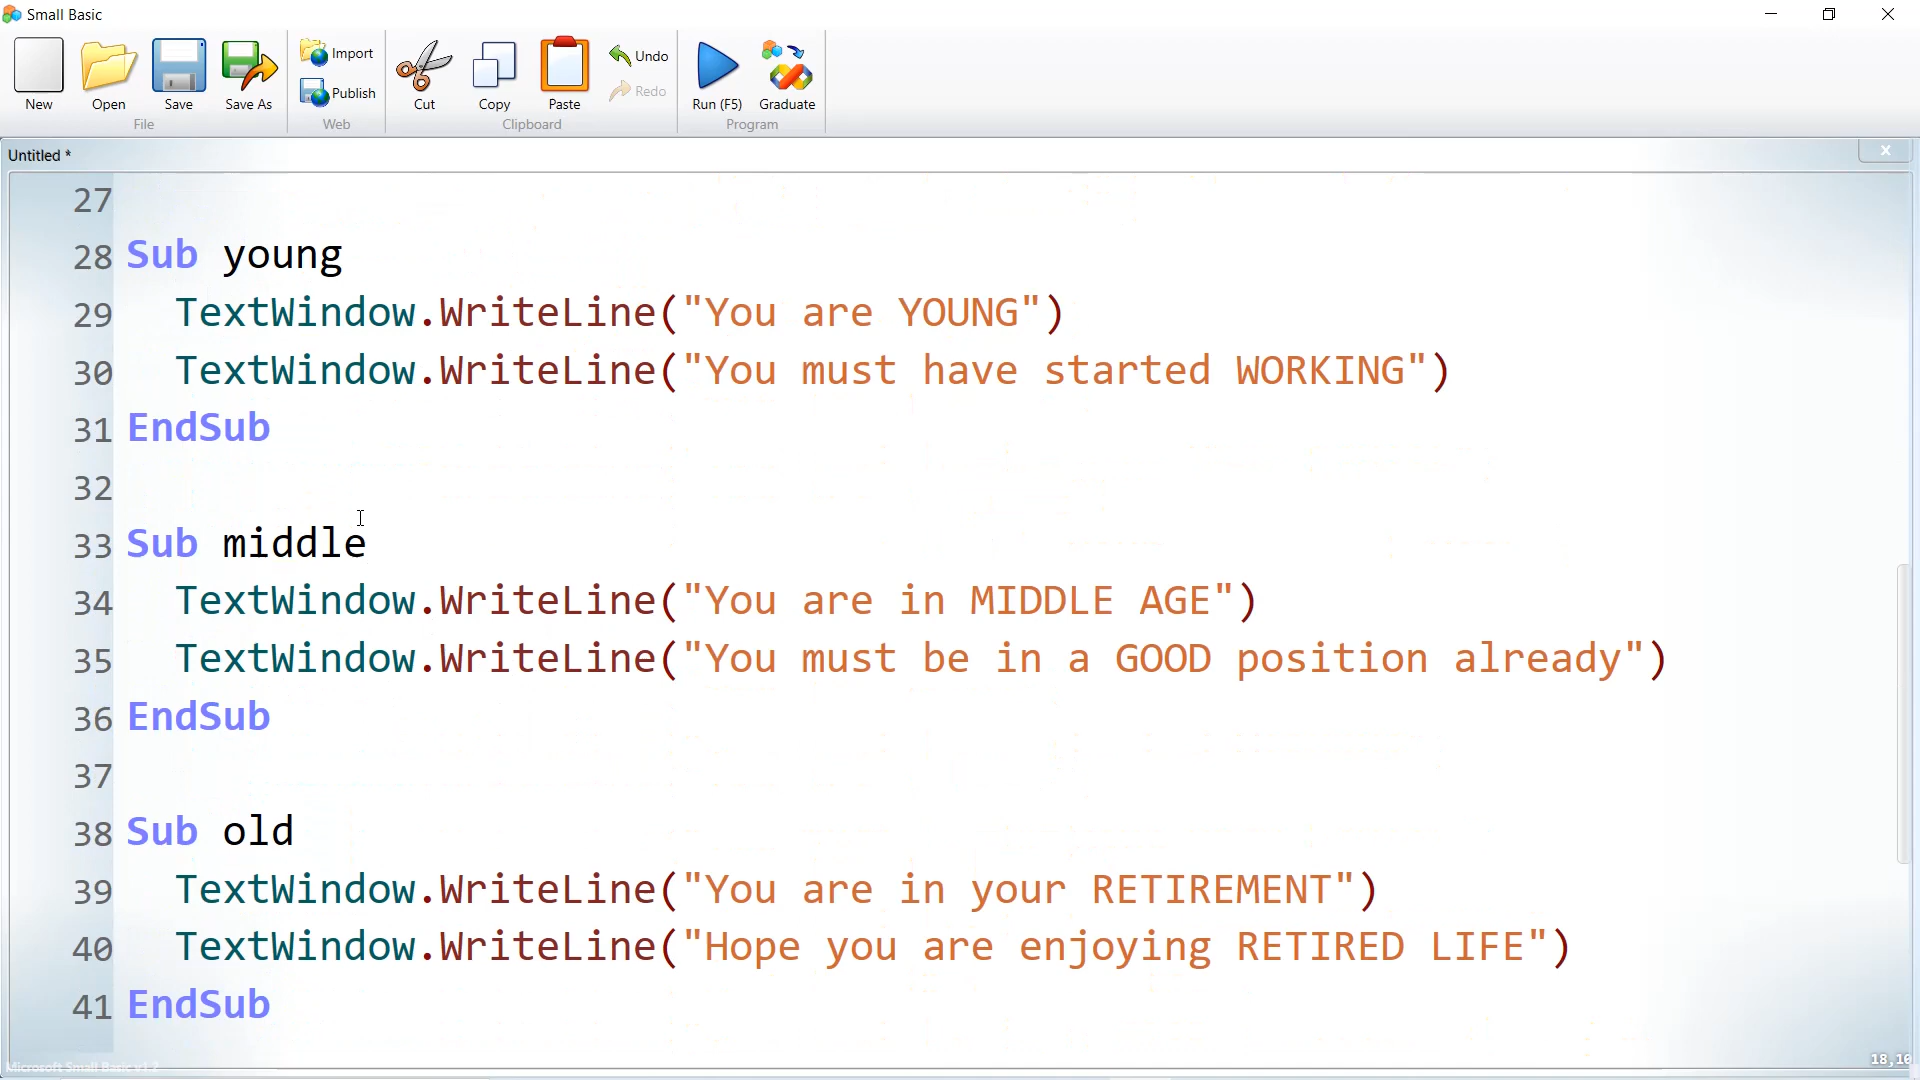 Small Basic
New Open Save Save As Import Publish Cut Copy Paste Undo Redo Run (F5) Graduate
File Web Clipboard Program
Untitled *
27
28 Sub young
29 TextWindow.WriteLine("You are YOUNG")
30 TextWindow.WriteLine("You must have started WORKING")
31 EndSub
32
33 Sub middle
34 TextWindow.WriteLine("You are in MIDDLE AGE")
35 TextWindow.WriteLine("You must be in a GOOD position already")
36 EndSub
37
38 Sub old
39 TextWindow.WriteLine("You are in your RETIREMENT")
40 TextWindow.WriteLine("Hope you are enjoying RETIRED LIFE")
41 EndSub
Microsoft Small Basic v1.2
18,10